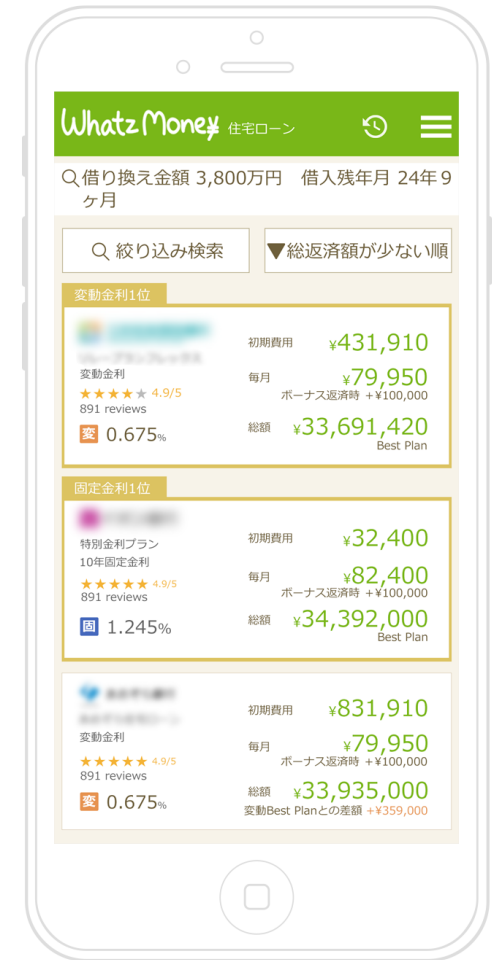 Whatz Mone¥ 住宅ローン
借り換え金額 3,800万円 借入残年月 24年9
ヶ月
絞り込み検索
▼総返済額が少ない順
変動金利1位
変動金利
★★★★★ 4.9/5
891 reviews
変 0.675%
初期費用 ¥431,910
毎月 ¥79,950
ボーナス返済時 +¥100,000
総額 ¥33,691,420
Best Plan
固定金利1位
特別金利プラン
10年固定金利
★★★★★ 4.9/5
891 reviews
固 1.245%
初期費用 ¥32,400
毎月 ¥82,400
ボーナス返済時 +¥100,000
総額 ¥34,392,000
Best Plan
変動金利
★★★★★ 4.9/5
891 reviews
変 0.675%
初期費用 ¥831,910
毎月 ¥79,950
ボーナス返済時 +¥100,000
総額 ¥33,935,000
変動Best Planとの差額 +¥359,000